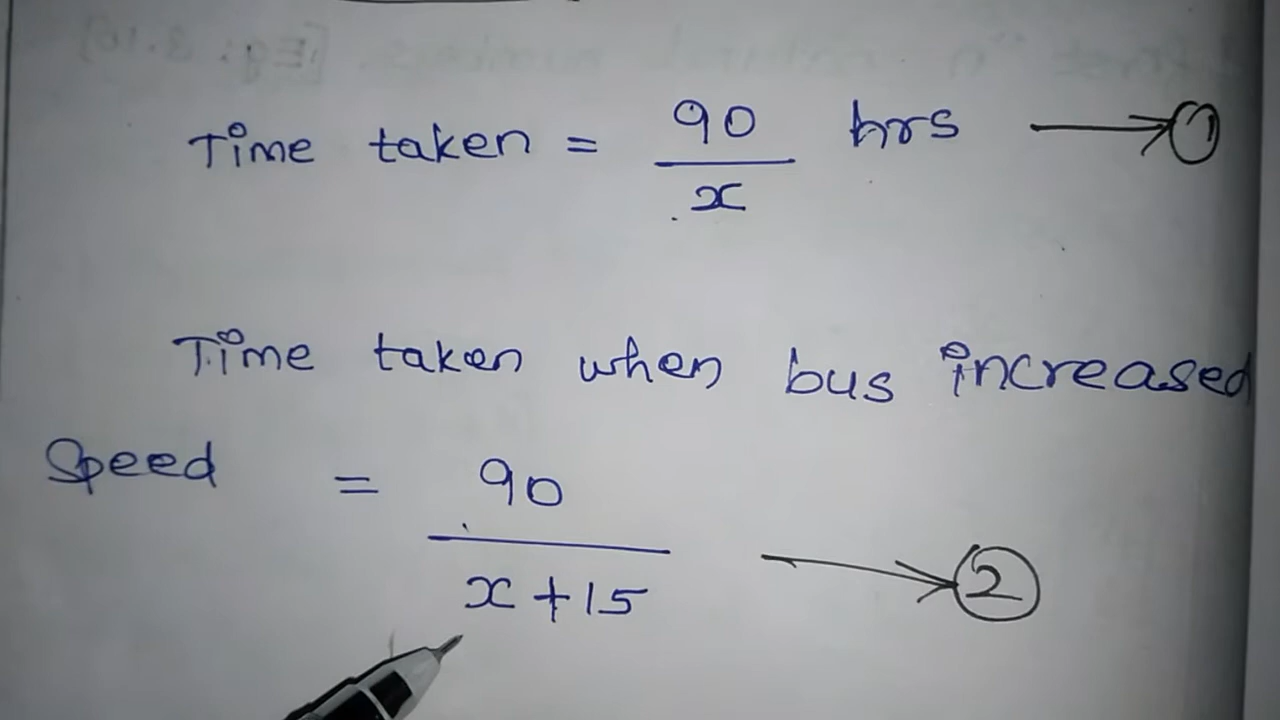 Time taken = 90/x hrs → 1
Time taken when bus increased
Speed = 90/x+15 → 2